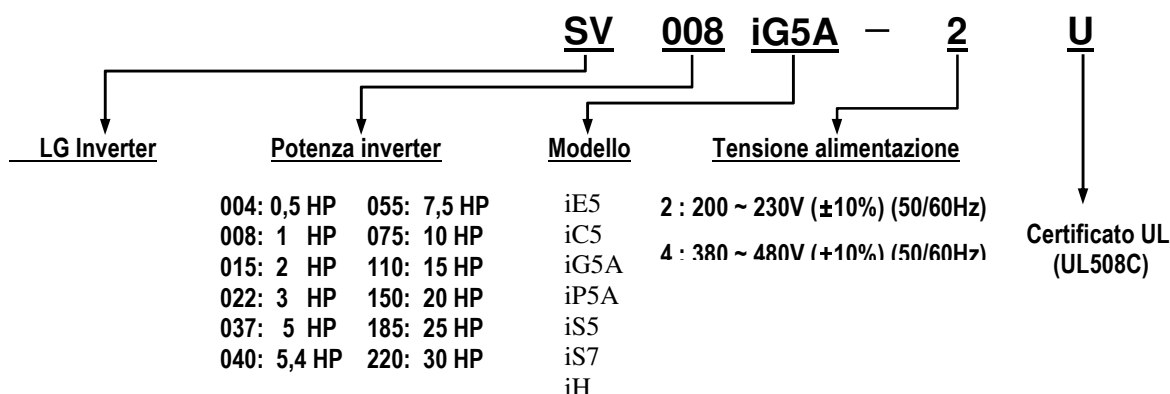 SV 008 iG5A – 2 U
LG Inverter Potenza inverter Modello Tensione alimentazione
004: 0,5 HP 055: 7,5 HP
008: 1 HP 075: 10 HP
015: 2 HP 110: 15 HP
022: 3 HP 150: 20 HP
037: 5 HP 185: 25 HP
040: 5,4 HP 220: 30 HP
iE5
iC5
iG5A
iP5A
iS5
iS7
iH
2 : 200 ~ 230V (±10%) (50/60Hz)
4 : 380 ~ 480V (±10%) (50/60Hz)
Certificato UL
(UL508C)